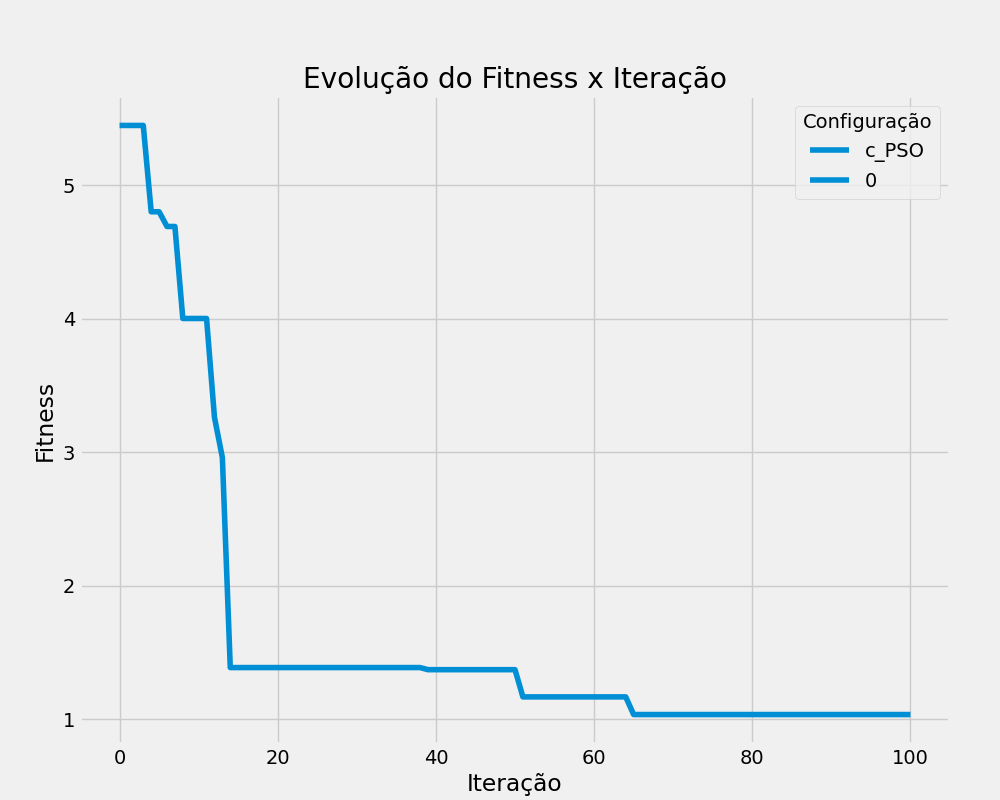 Evolução do Fitness x Iteração
Configuração
c_PSO
0
Fitness
5
4
3
2
1
0 20 40 60 80 100
Iteração